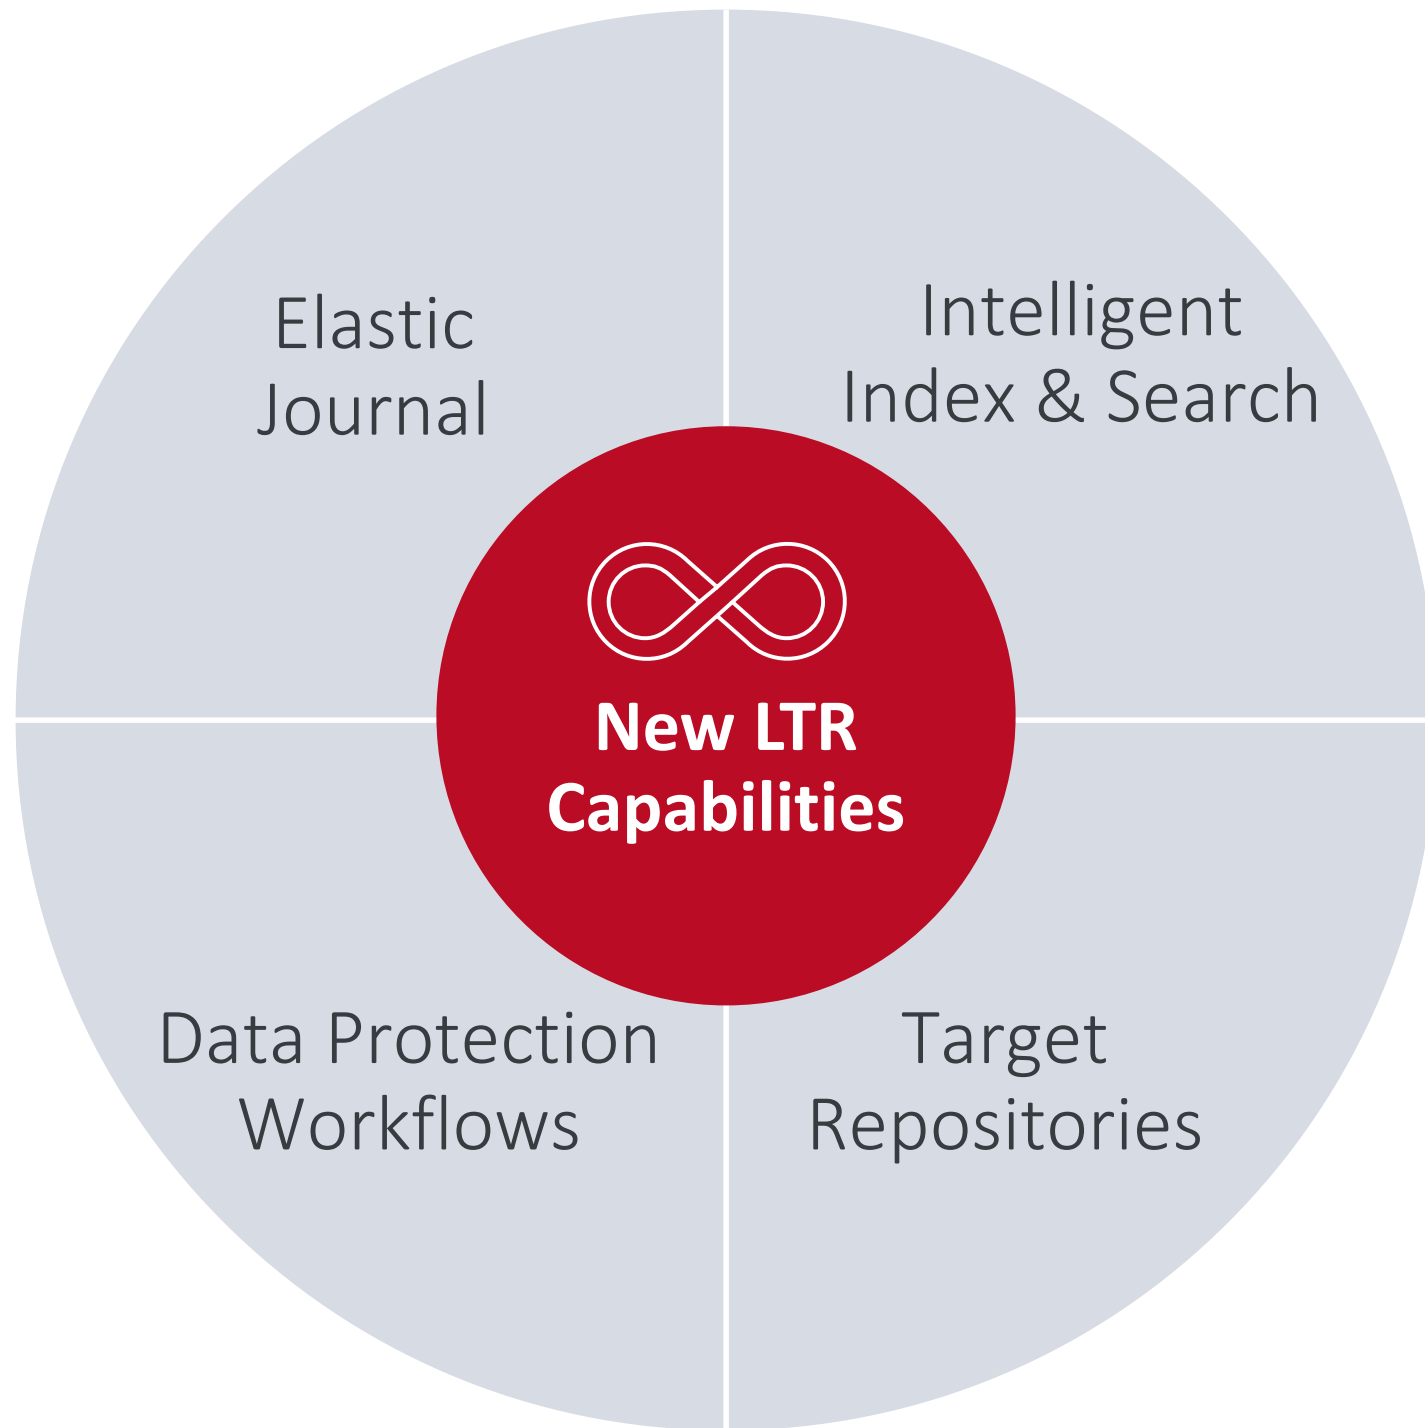 Elastic
Journal
Intelligent
Index & Search
New LTR
Capabilities
Data Protection
Workflows
Target
Repositories